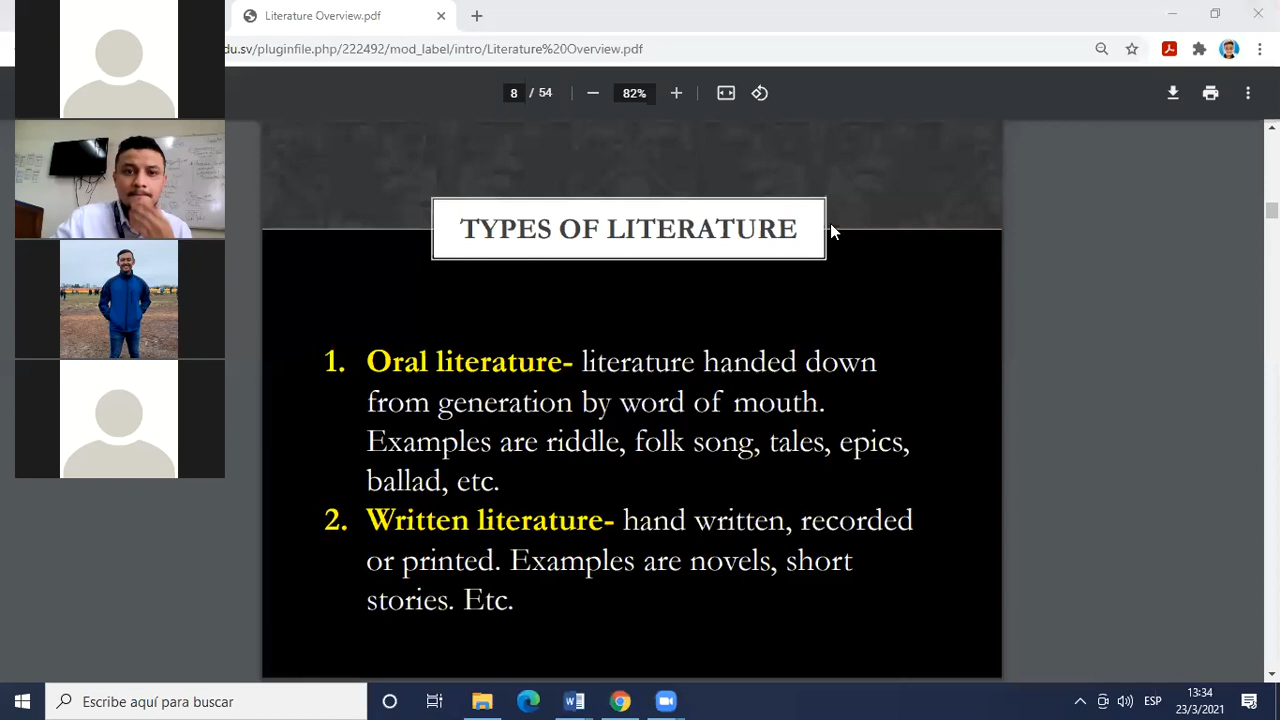 Literature Overview.pdf
du.sv/pluginfile.php/222492/mod_label/intro/Literature%20Overview.pdf
8 / 54
82%
TYPES OF LITERATURE
1. Oral literature- literature handed down
from generation by word of mouth.
Examples are riddle, folk song, tales, epics,
ballad, etc.
2. Written literature- hand written, recorded
or printed. Examples are novels, short
stories. Etc.
Escribe aquí para buscar
ESP
13:34
23/3/2021